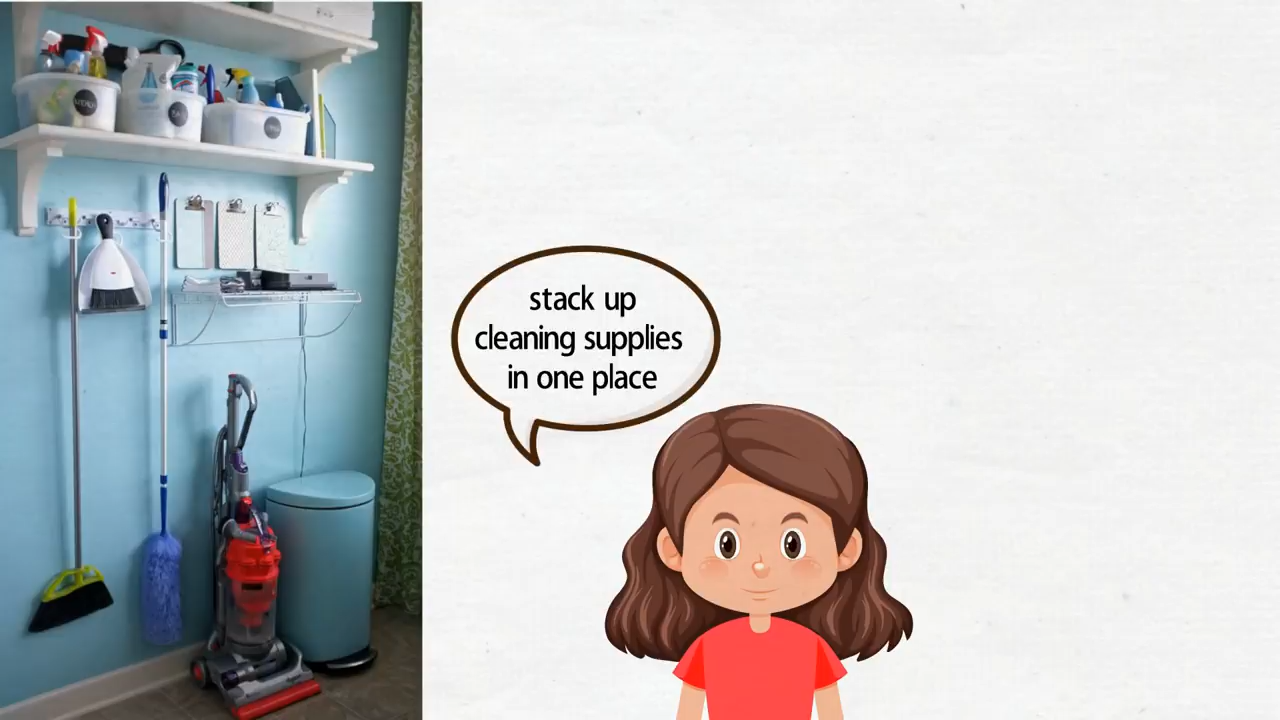 stack up
cleaning supplies
in one place